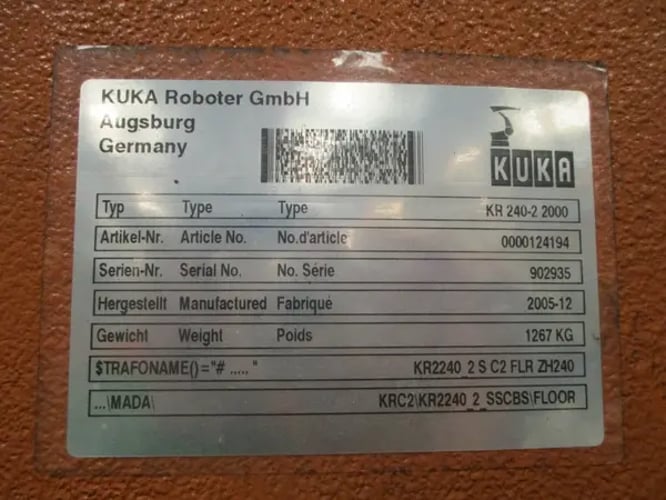 KUKA Roboter GmbH
Augsburg
Germany
KUKA
Typ Type Type KR 240-2 2000
Artikel-Nr. Article No. No.d'article 0000124194
Serien-Nr. Serial No. No. Série 902935
Hergestellt Manufactured Fabriqué 2005-12
Gewicht Weight Poids 1267 KG
$TRAFONAME()="# ..... " KR2240_2 S C2 FLR ZH240
...\MADA\ KRC2\KR2240_2_SSCBS\FLOOR